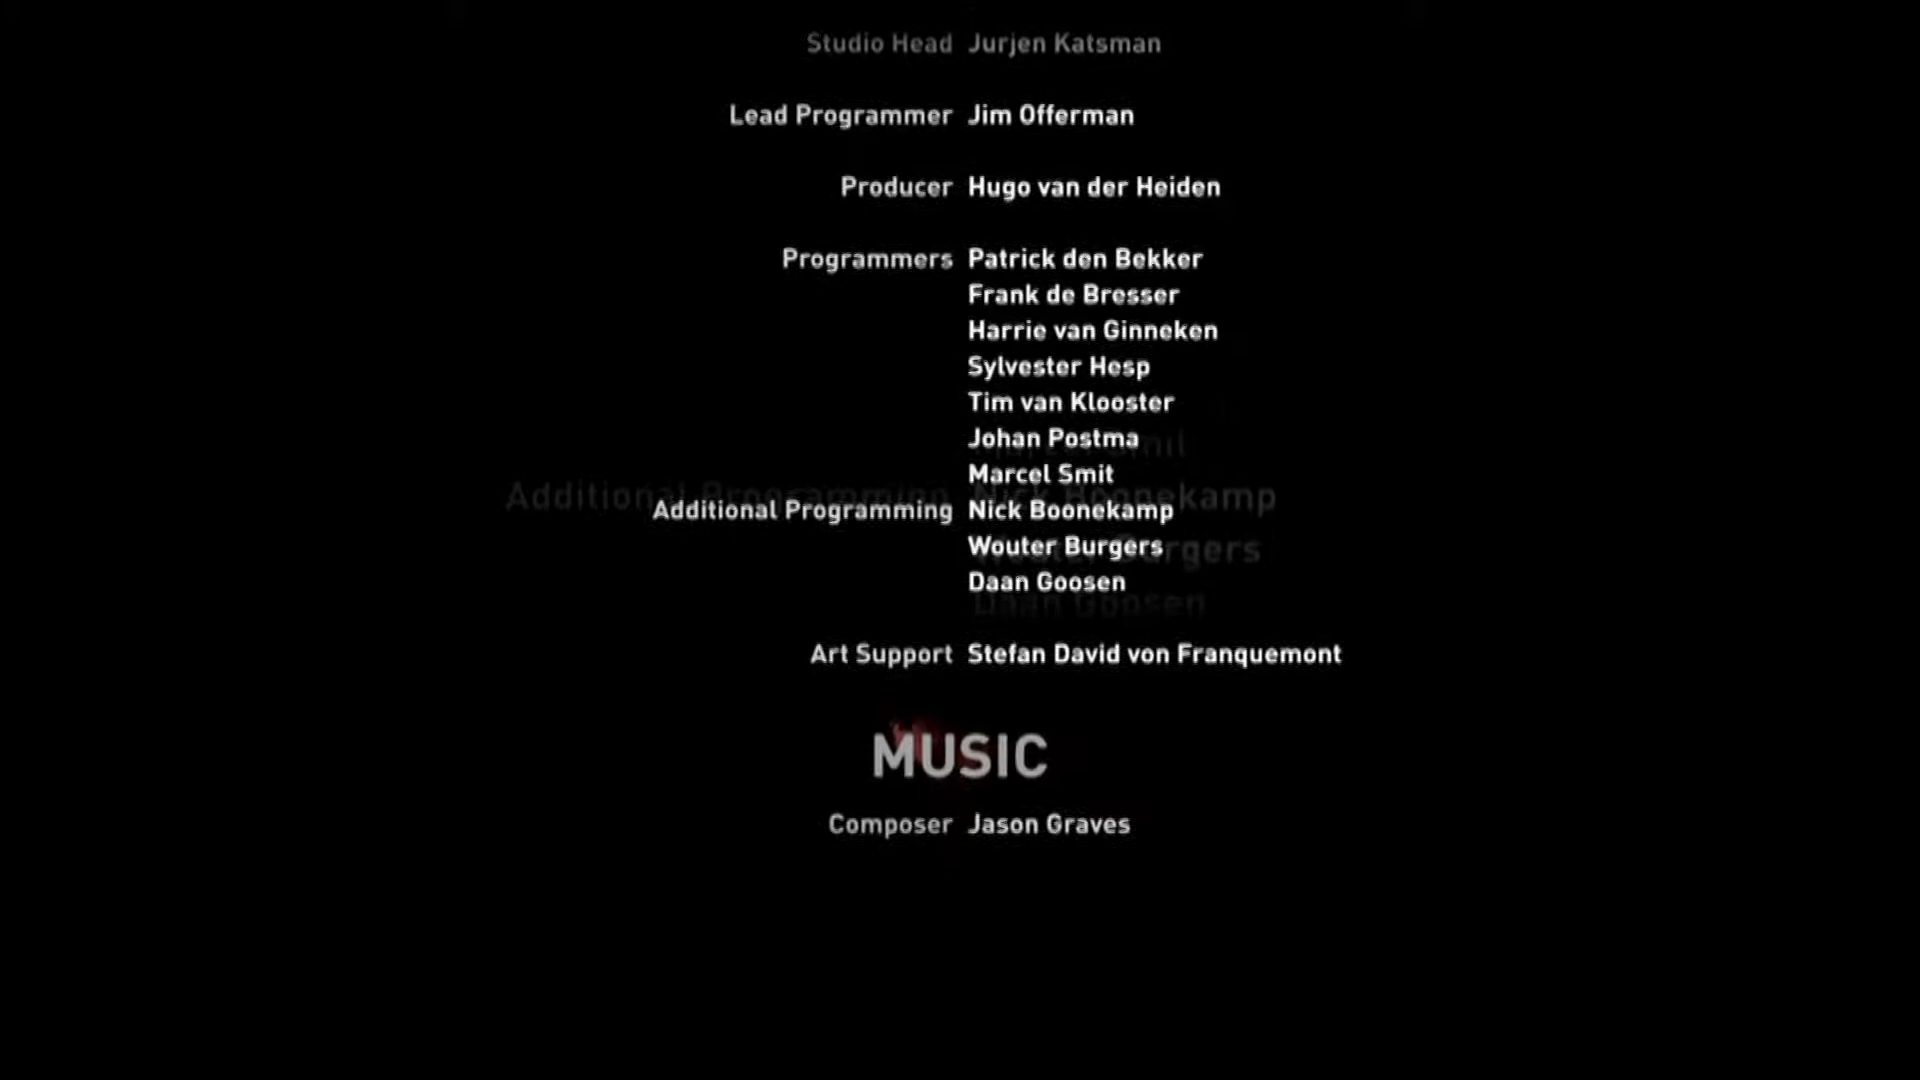 Studio Head Jurjen Katsman
Lead Programmer Jim Offerman
Producer Hugo van der Heiden
Programmers Patrick den Bekker
Frank de Bresser
Harrie van Ginneken
Sylvester Hesp
Tim van Klooster
Johan Postma
Marcel Smit
Additional Programming Nick Boonekamp
Wouter Burgers
Daan Goosen
Art Support Stefan David von Franquemont
MUSIC
Composer Jason Graves